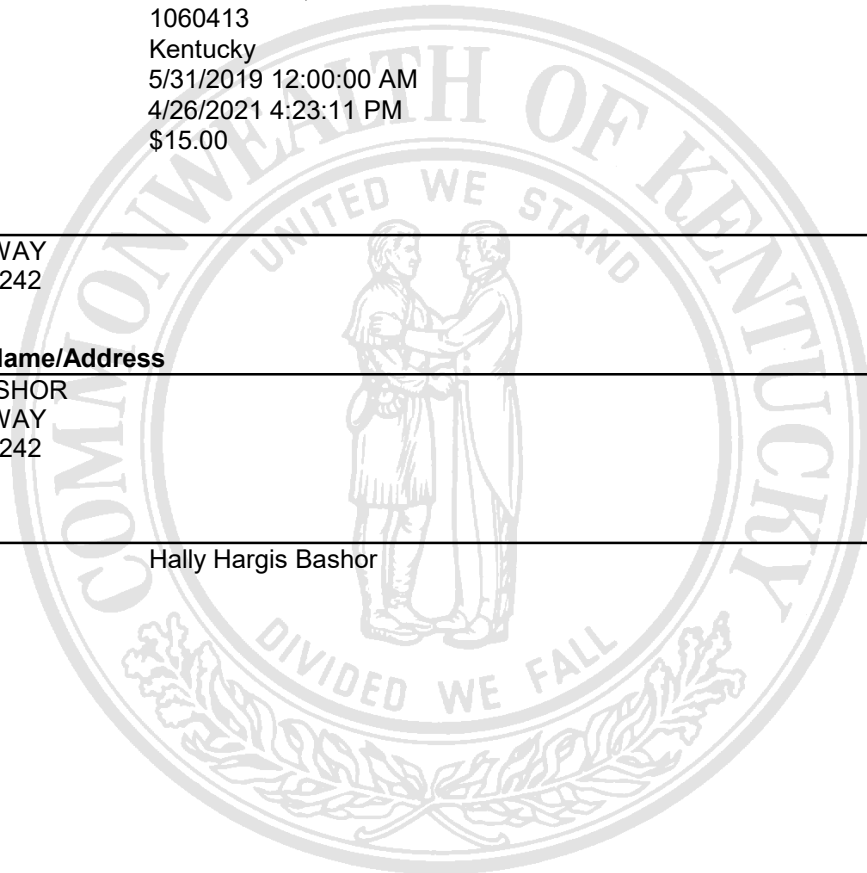 1060413
Kentucky
5/31/2019 12:00:00 AM
4/26/2021 4:23:11 PM
$15.00
COMMONWEALTH OF KENTUCKY
UNITED WE STAND
WAY
242
Name/Address
SHOR
WAY
242
Hally Hargis Bashor
DIVIDED WE FALL